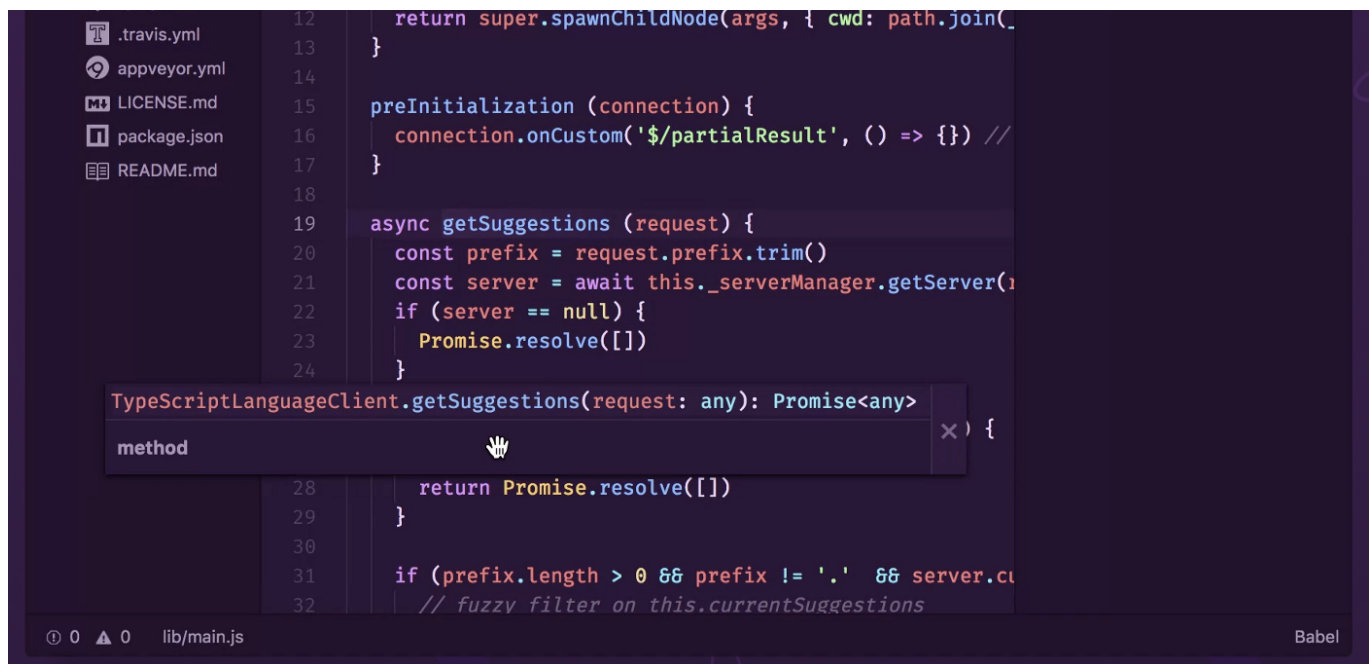 .travis.yml
appveyor.yml
LICENSE.md
package.json
README.md
12 return super.spawnChildNode(args, { cwd: path.join(_
13 }
14
15 preInitialization (connection) {
16 connection.onCustom('$/partialResult', () => {}) //
17 }
18
19 async getSuggestions (request) {
20 const prefix = request.prefix.trim()
21 const server = await this._serverManager.getServer(
22 if (server == null) {
23 Promise.resolve([])
24 }
TypeScriptLanguageClient.getSuggestions(request: any): Promise<any>
) {
method
28 return Promise.resolve([])
29 }
30
31 if (prefix.length > 0 && prefix != '.' && server.cu
32 // fuzzy filter on this.currentSuggestions
0 0 lib/main.js Babel